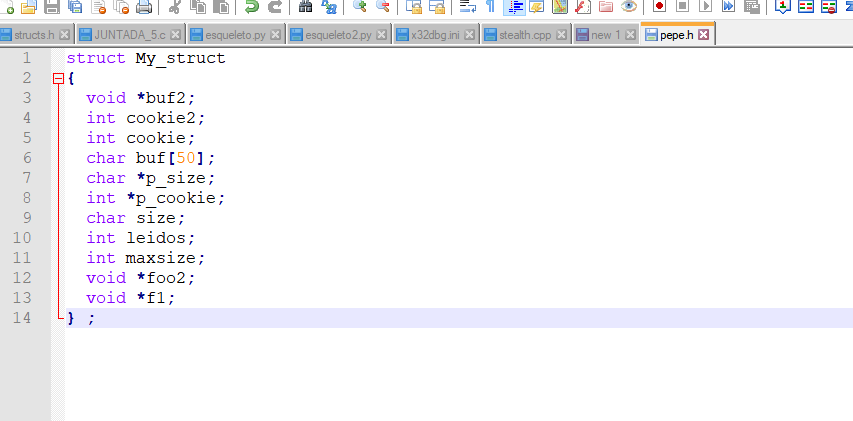 structs.h JUNTADA_5.c esqueleto.py esqueleto2.py x32dbg.ini stealth.cpp new 1 pepe.h
1 struct My_struct
2 {
3 void *buf2;
4 int cookie2;
5 int cookie;
6 char buf[50];
7 char *p_size;
8 int *p_cookie;
9 char size;
10 int leidos;
11 int maxsize;
12 void *foo2;
13 void *f1;
14 } ;